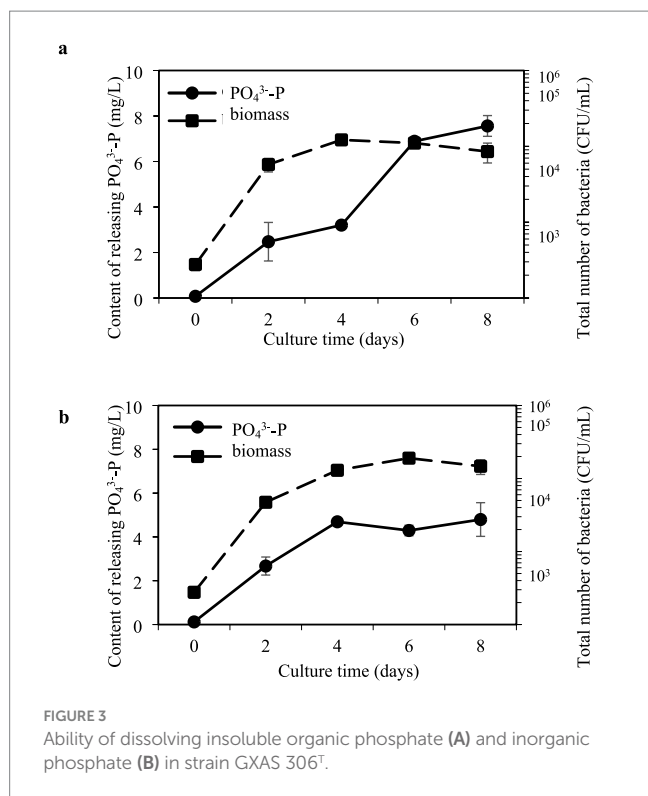 a
Content of releasing PO₄³⁻-P (mg/L)
10
8
6
4
2
0
PO₄³⁻-P
biomass
10⁶
10⁵
10⁴
10³
Total number of bacteria (CFU/mL)
0 2 4 6 8
Culture time (days)
b
Content of releasing PO₄³⁻-P (mg/L)
10
8
6
4
2
0
PO₄³⁻-P
biomass
10⁶
10⁵
10⁴
10³
Total number of bacteria (CFU/mL)
0 2 4 6 8
Culture time (days)
FIGURE 3
Ability of dissolving insoluble organic phosphate (A) and inorganic
phosphate (B) in strain GXAS 306ᵀ.